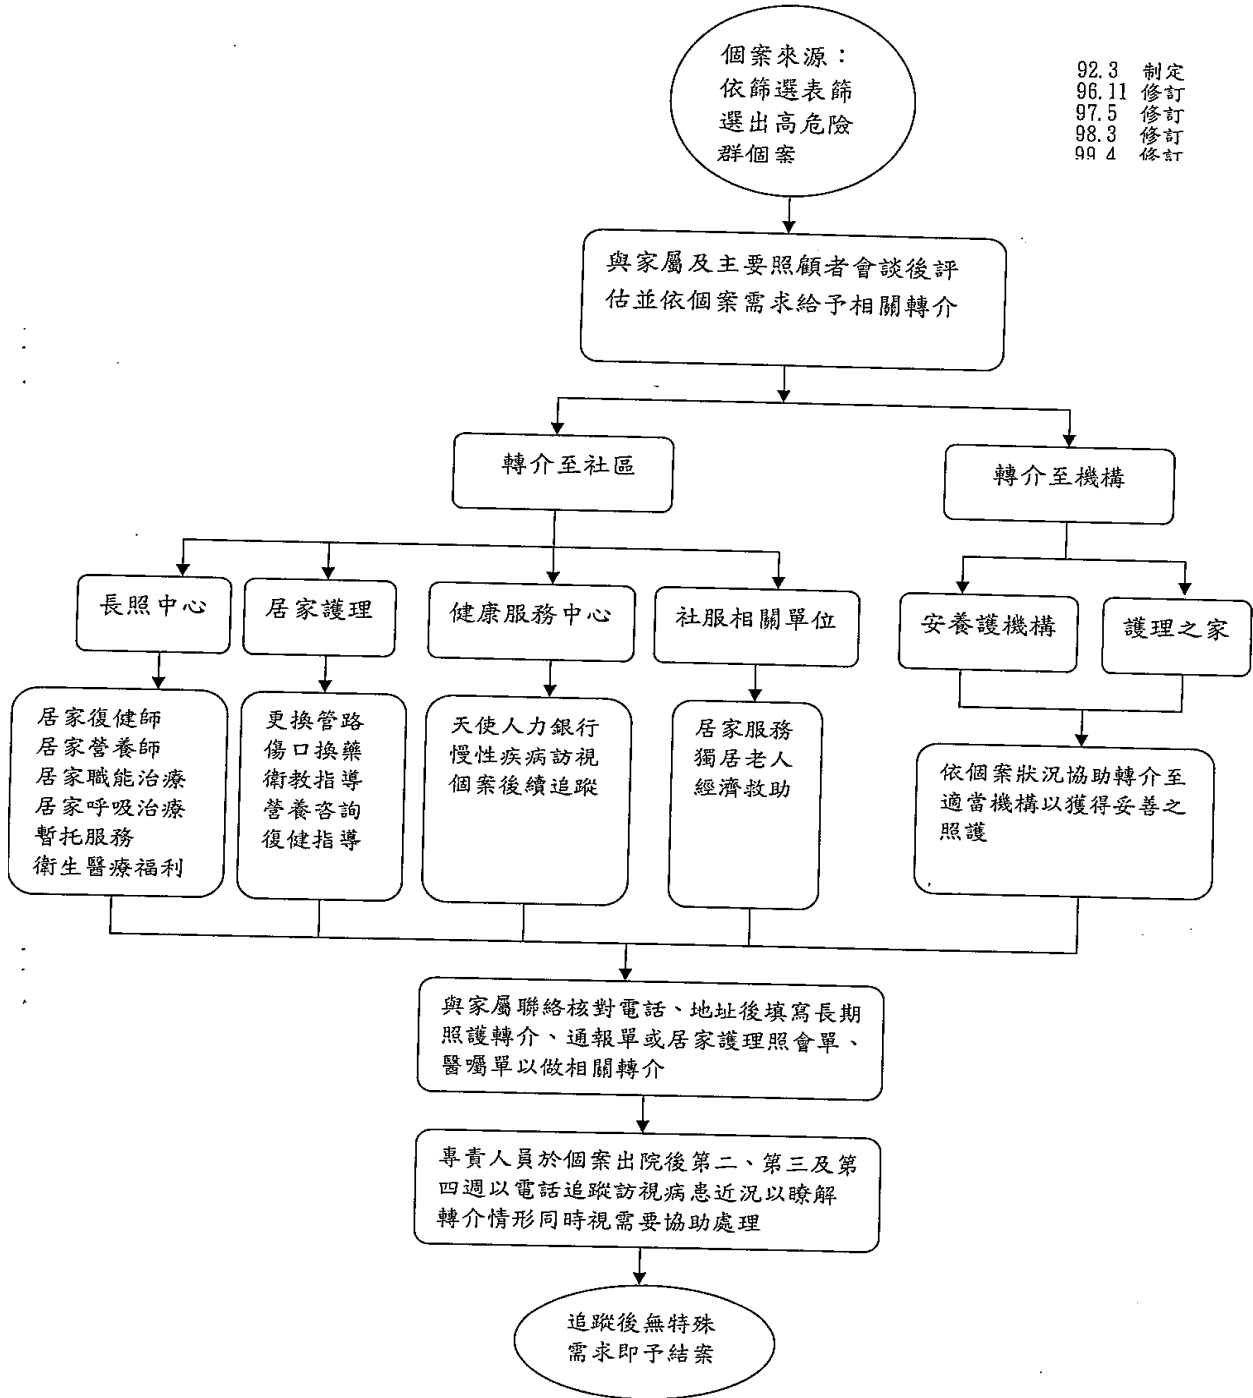 個案來源：
依篩選表篩
選出高危險
群個案
92.3 制定
96.11 修訂
97.5 修訂
98.3 修訂
99.4 修訂
與家屬及主要照顧者會談後評
估並依個案需求給予相關轉介
轉介至社區
轉介至機構
長照中心
居家護理
健康服務中心
社服相關單位
安養護機構
護理之家
居家復健師
居家營養師
居家職能治療
居家呼吸治療
暫托服務
衛生醫療福利
更換管路
傷口換藥
衛教指導
營養咨詢
復健指導
天使人力銀行
慢性疾病訪視
個案後續追蹤
居家服務
獨居老人
經濟救助
依個案狀況協助轉介至
適當機構以獲得妥善之
照護
與家屬聯絡核對電話、地址後填寫長期
照護轉介、通報單或居家護理照會單、
醫囑單以做相關轉介
專責人員於個案出院後第二、第三及第
四週以電話追蹤訪視病患近況以瞭解
轉介情形同時視需要協助處理
追蹤後無特殊
需求即予結案